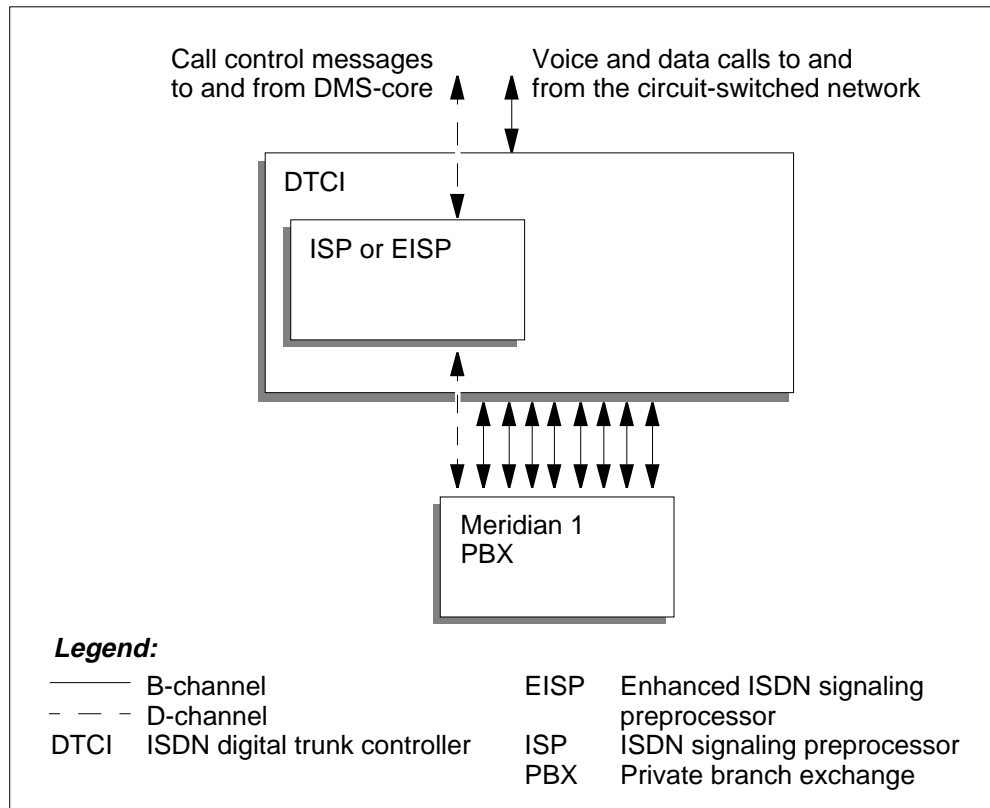 Call control messages
to and from DMS-core
Voice and data calls to and
from the circuit-switched network
DTCI
ISP or EISP
Meridian 1
PBX
Legend:
B-channel
D-channel
DTCI ISDN digital trunk controller
EISP Enhanced ISDN signaling
preprocessor
ISP ISDN signaling preprocessor
PBX Private branch exchange